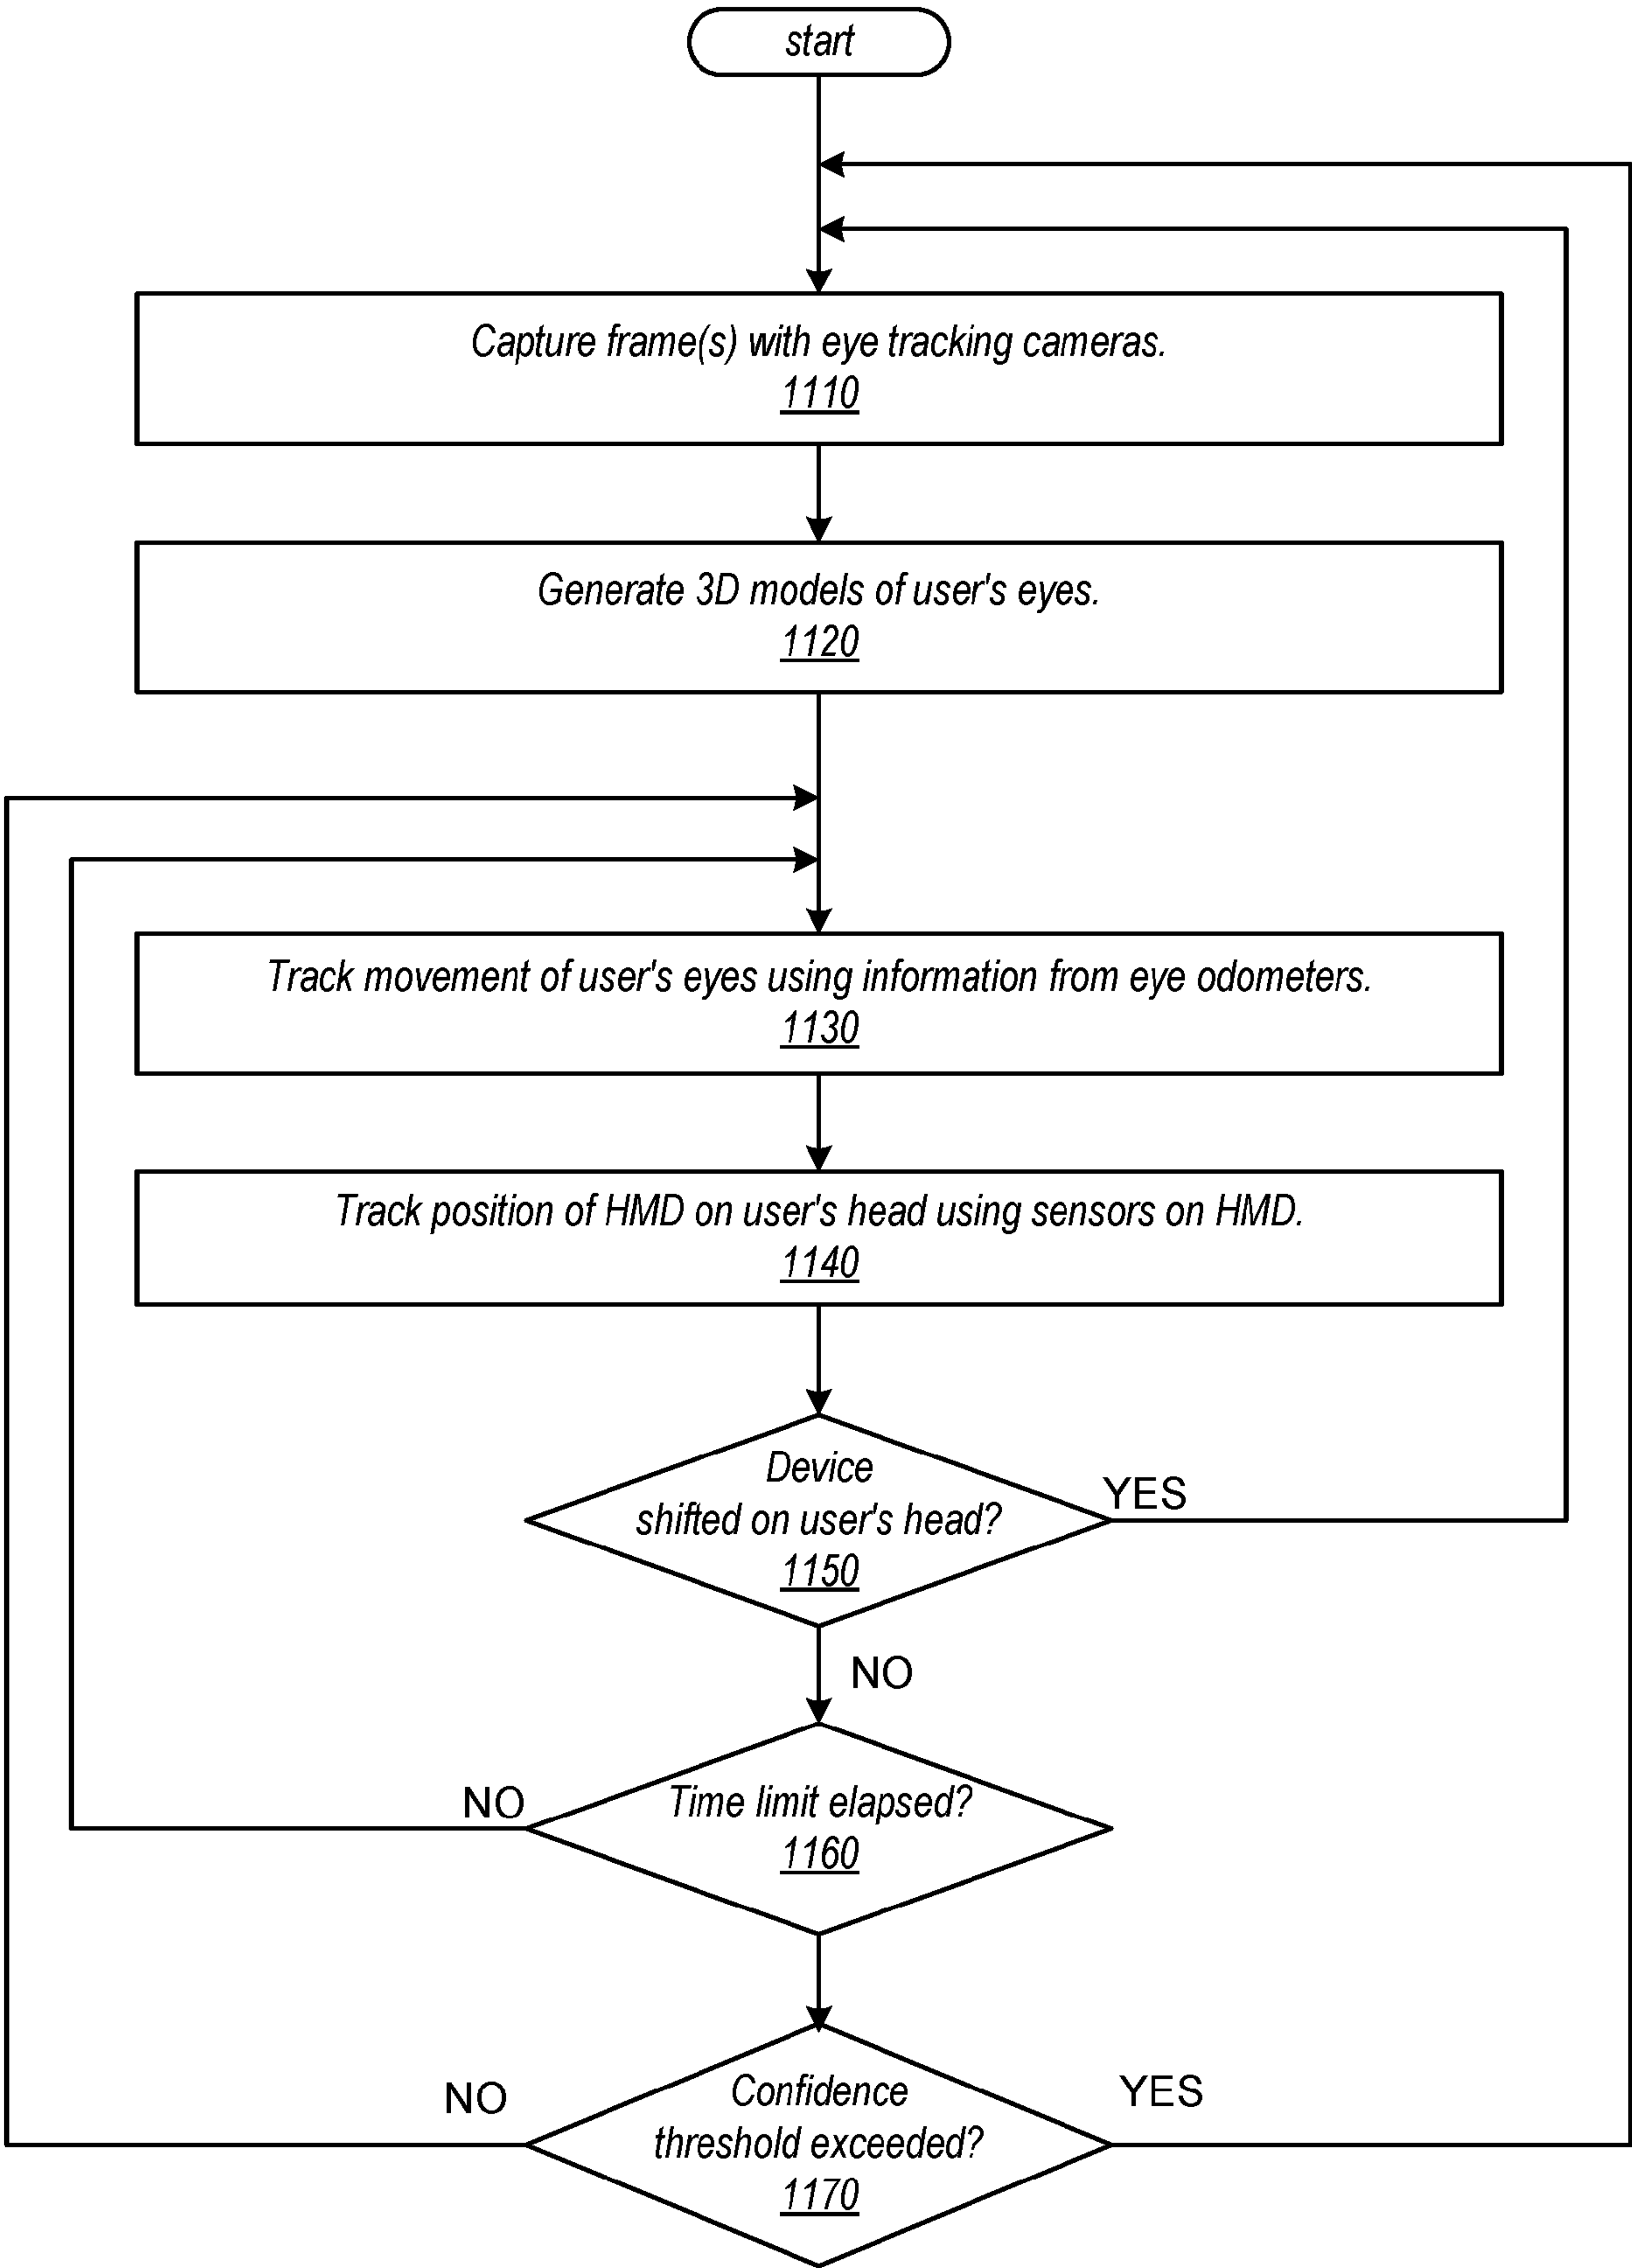 start
Capture frame(s) with eye tracking cameras.
1110
Generate 3D models of user's eyes.
1120
Track movement of user's eyes using information from eye odometers.
1130
Track position of HMD on user's head using sensors on HMD.
1140
Device
shifted on user's head?
1150
YES
NO
Time limit elapsed?
1160
NO
Confidence
threshold exceeded?
1170
NO
YES